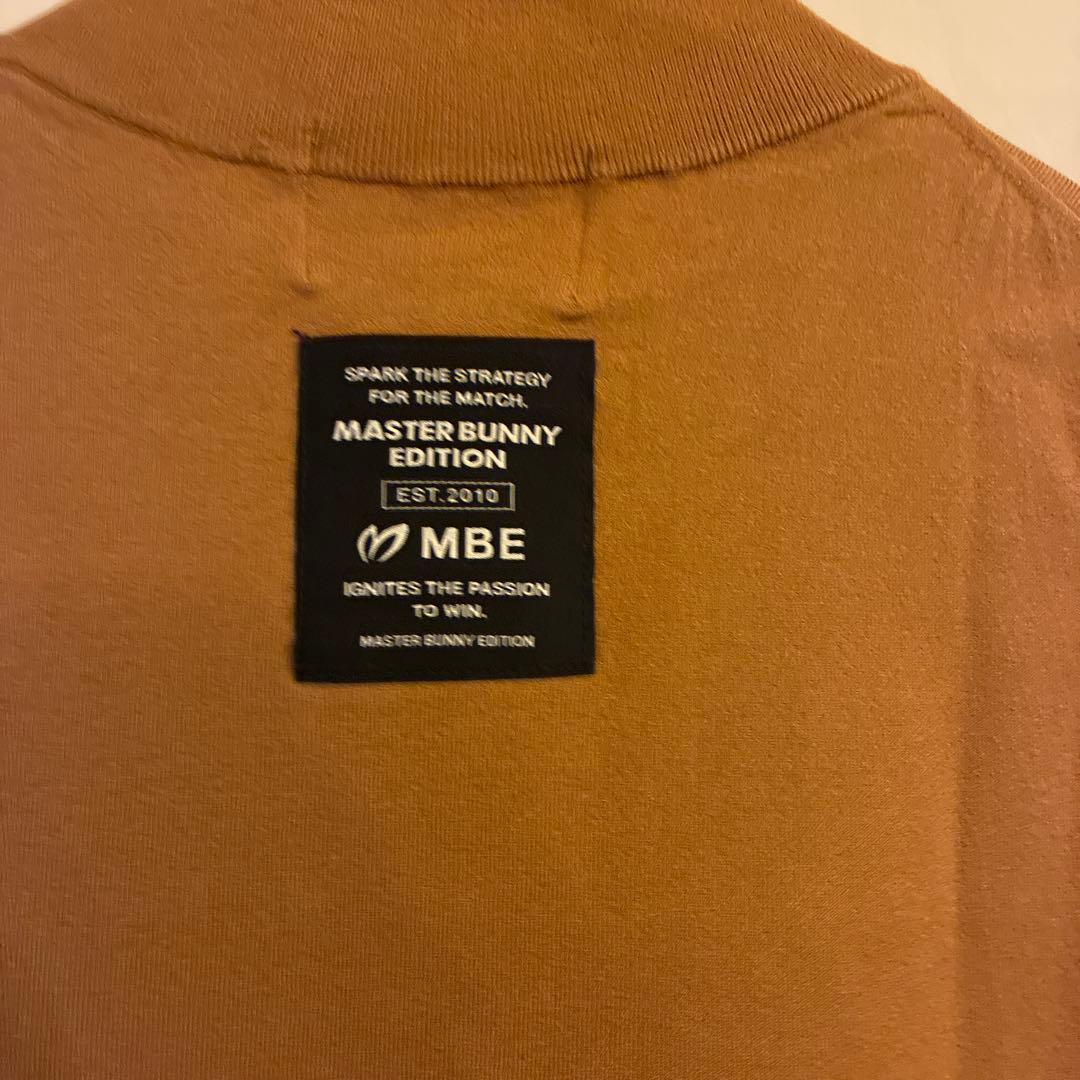 SPARK THE STRATEGY
FOR THE MATCH.
MASTER BUNNY
EDITION
EST.2010
MBE
IGNITES THE PASSION
TO WIN.
MASTER BUNNY EDITION